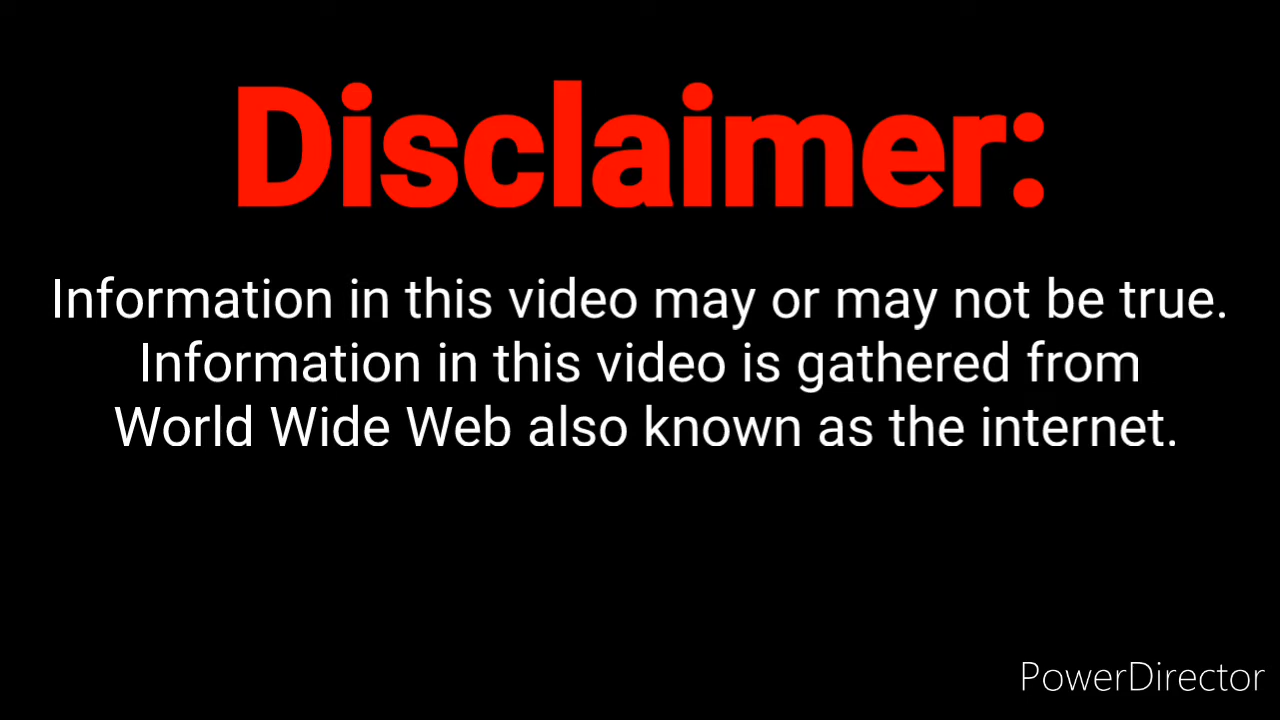 Disclaimer:
Information in this video may or may not be true.
Information in this video is gathered from
World Wide Web also known as the internet.
PowerDirector